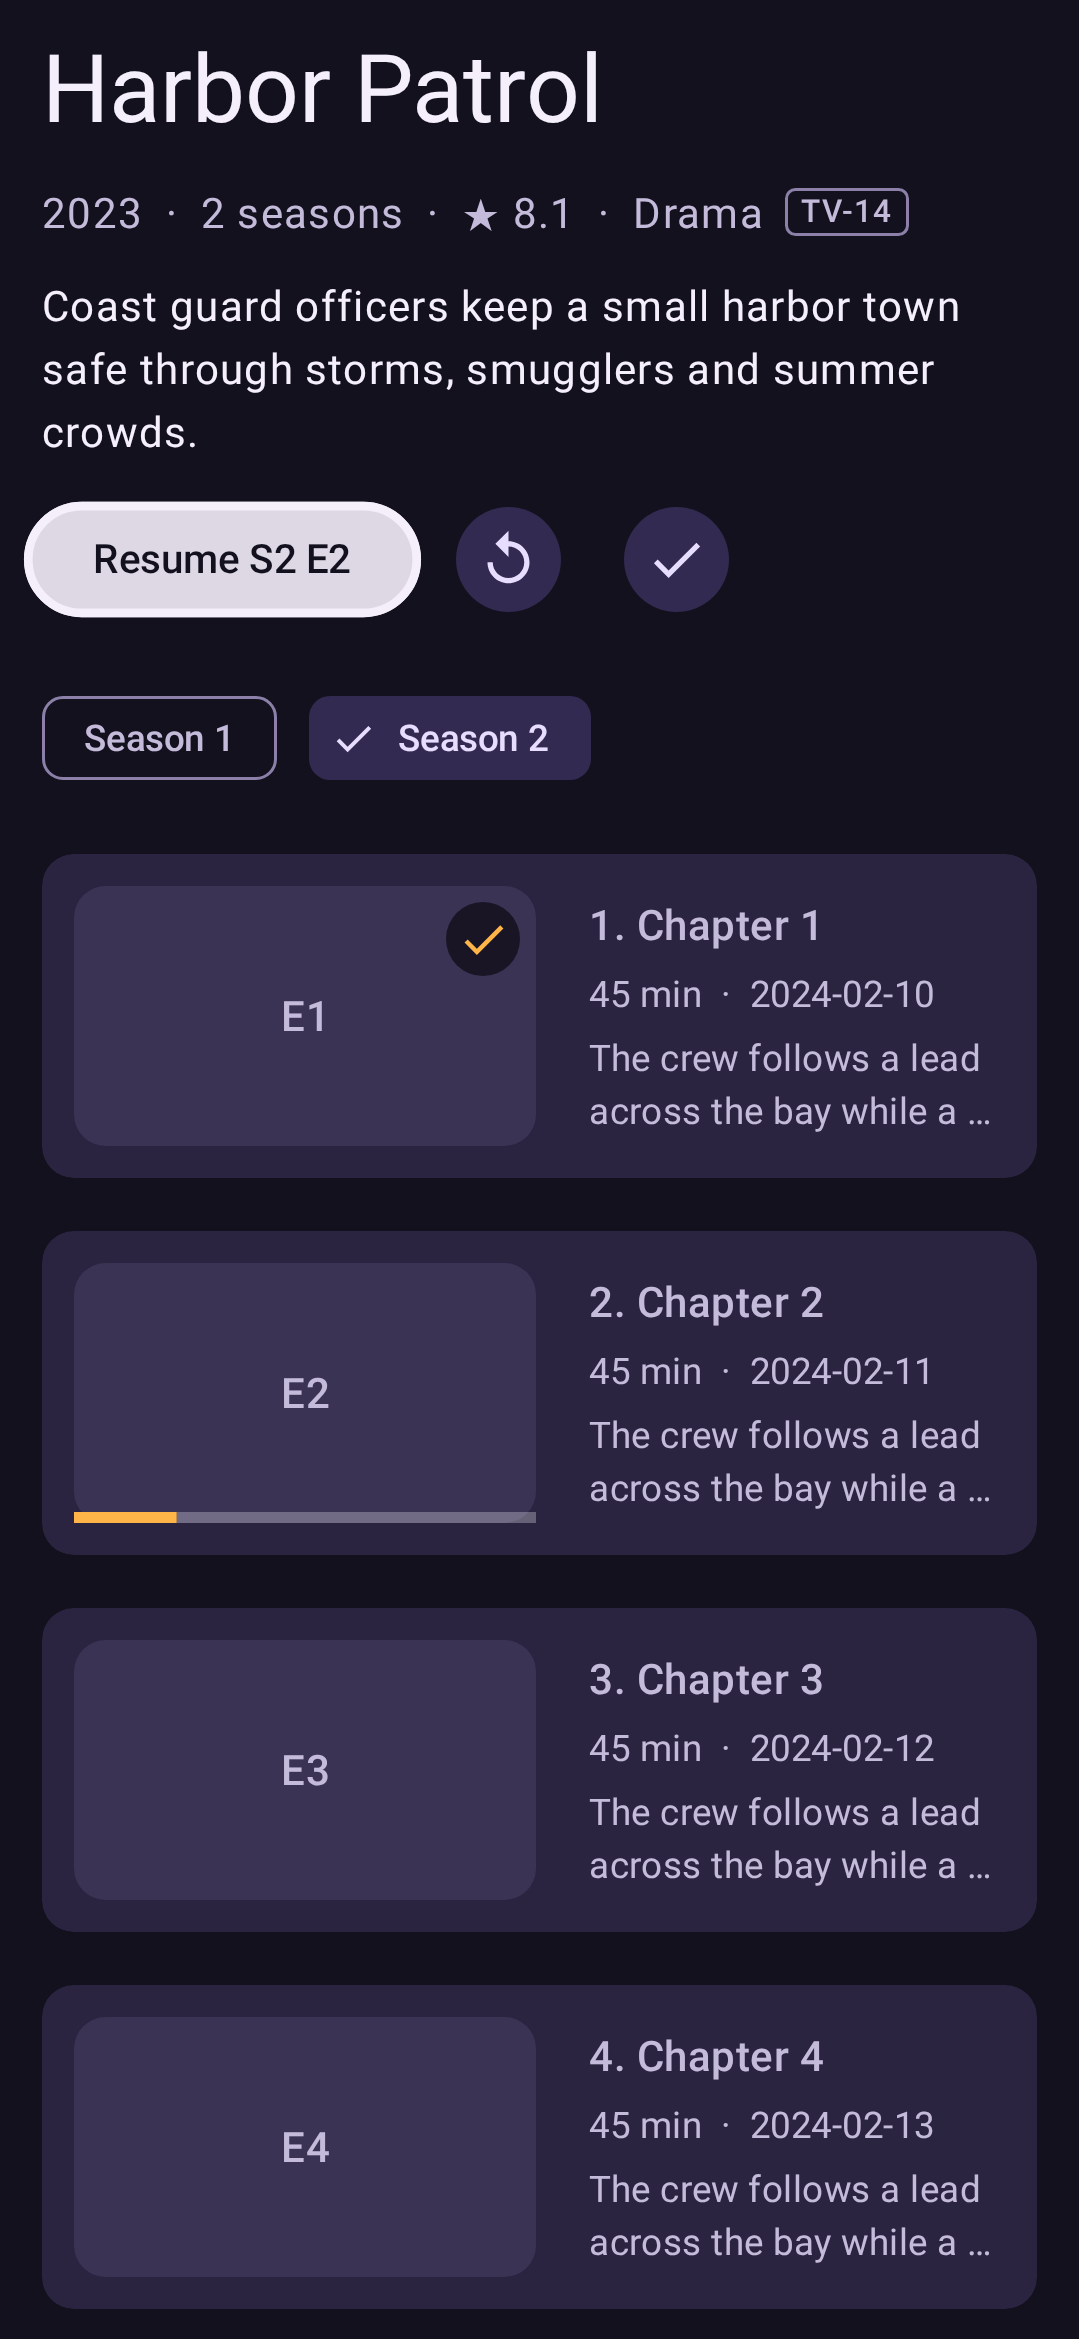 Harbor Patrol
2023 · 2 seasons · ★ 8.1 · Drama TV-14
Coast guard officers keep a small harbor town
safe through storms, smugglers and summer
crowds.
Resume S2 E2
Season 1
Season 2
E1
1. Chapter 1
45 min · 2024-02-10
The crew follows a lead
across the bay while a …
E2
2. Chapter 2
45 min · 2024-02-11
The crew follows a lead
across the bay while a …
E3
3. Chapter 3
45 min · 2024-02-12
The crew follows a lead
across the bay while a …
E4
4. Chapter 4
45 min · 2024-02-13
The crew follows a lead
across the bay while a …